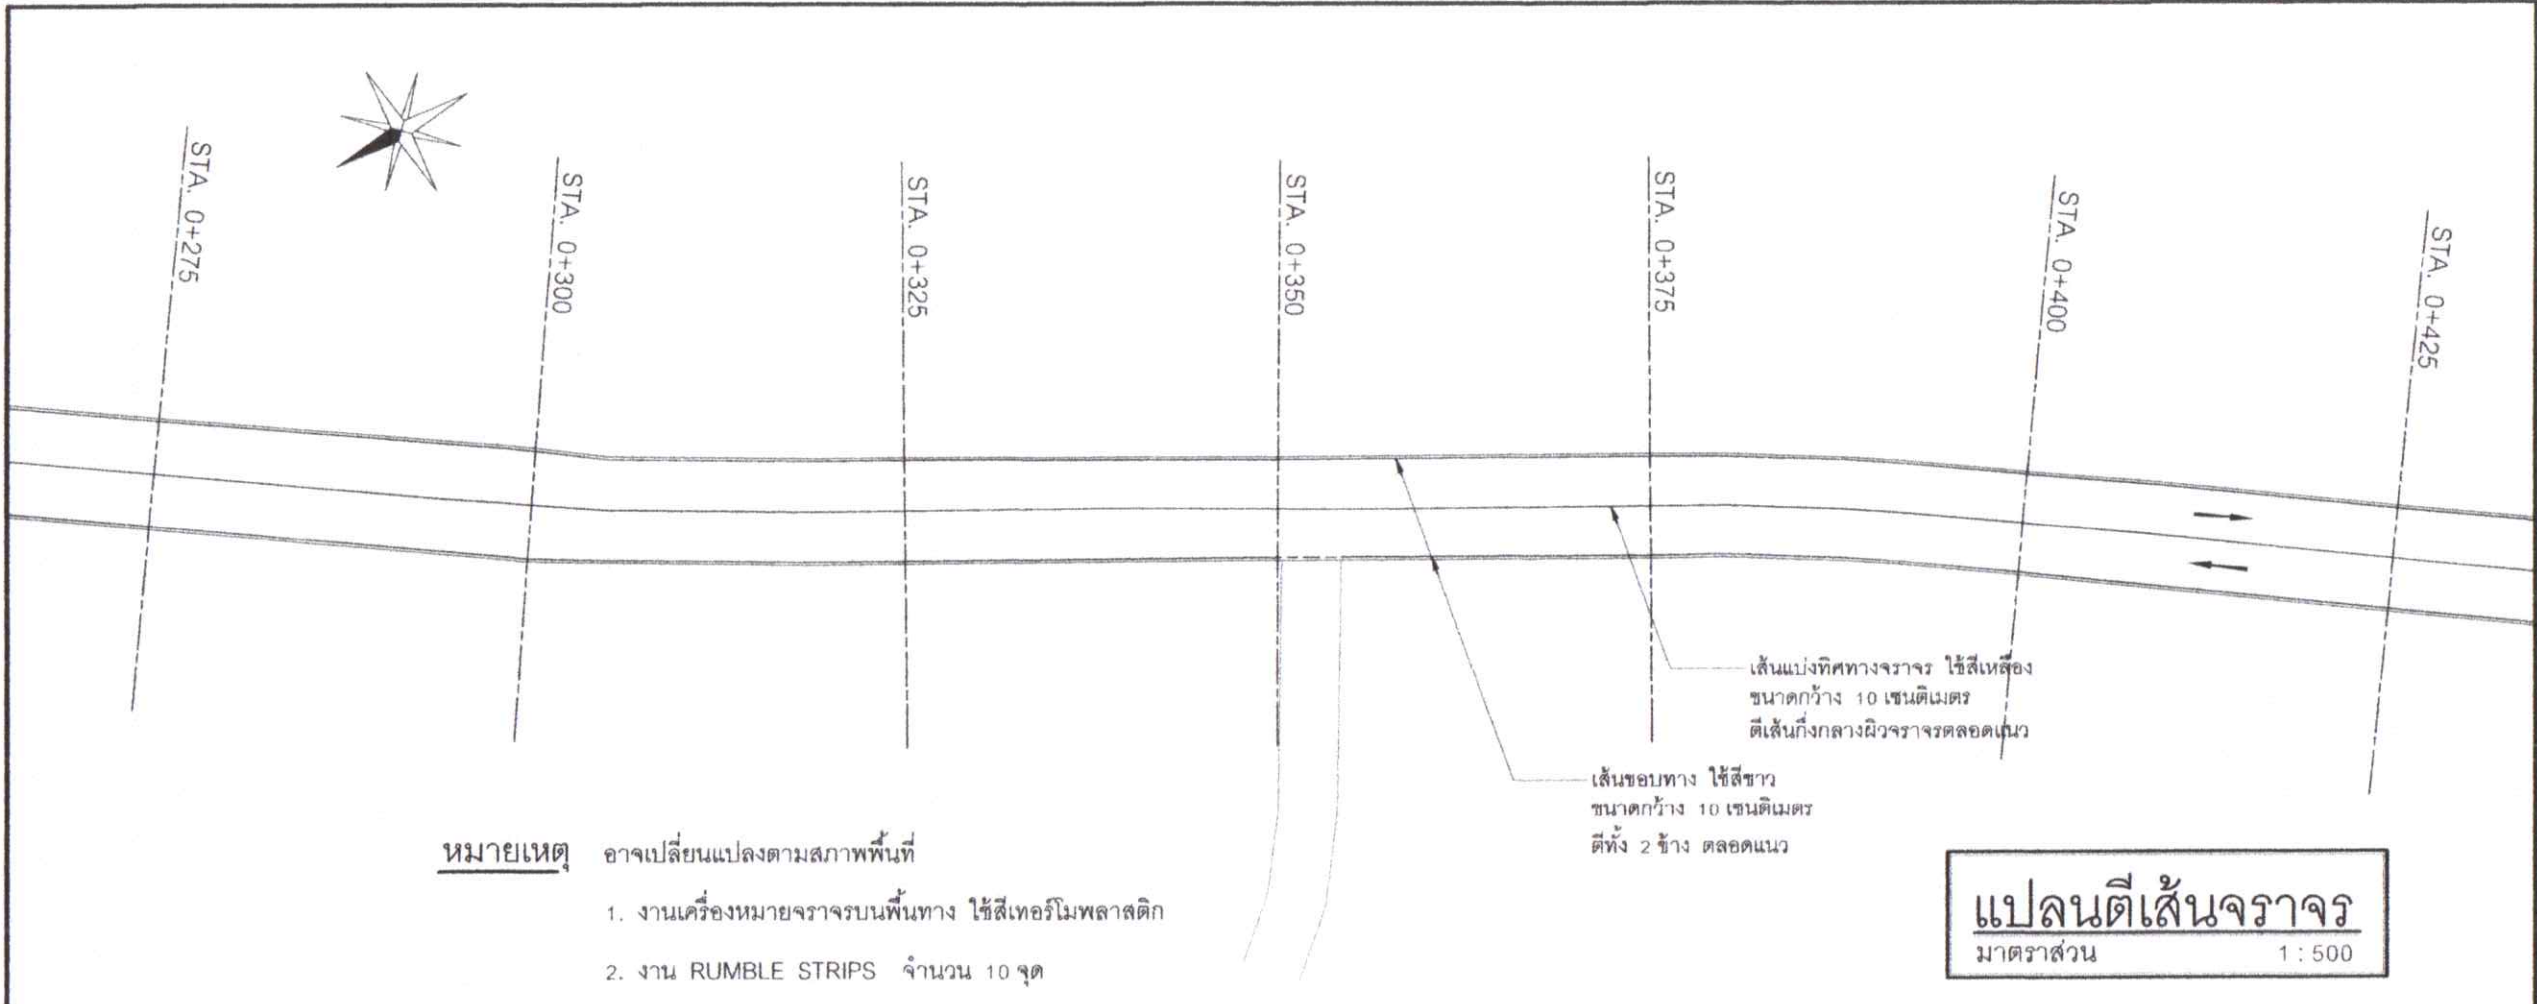 STA. 0+275
STA. 0+300
STA. 0+325
STA. 0+350
STA. 0+375
STA. 0+400
STA. 0+425
เส้นแบ่งทิศทางจราจร ใช้สีเหลือง
ขนาดกว้าง 10 เซนติเมตร
ตีเส้นกึ่งกลางผิวจราจรตลอดแนว
เส้นขอบทาง ใช้สีขาว
ขนาดกว้าง 10 เซนติเมตร
ตีทั้ง 2 ข้าง ตลอดแนว
หมายเหตุ อาจเปลี่ยนแปลงตามสภาพพื้นที่
1. งานเครื่องหมายจราจรบนพื้นทาง ใช้สีเทอร์โมพลาสติก
2. งาน RUMBLE STRIPS จำนวน 10 จุด
แปลนตีเส้นจราจร
มาตราส่วน 1 : 500